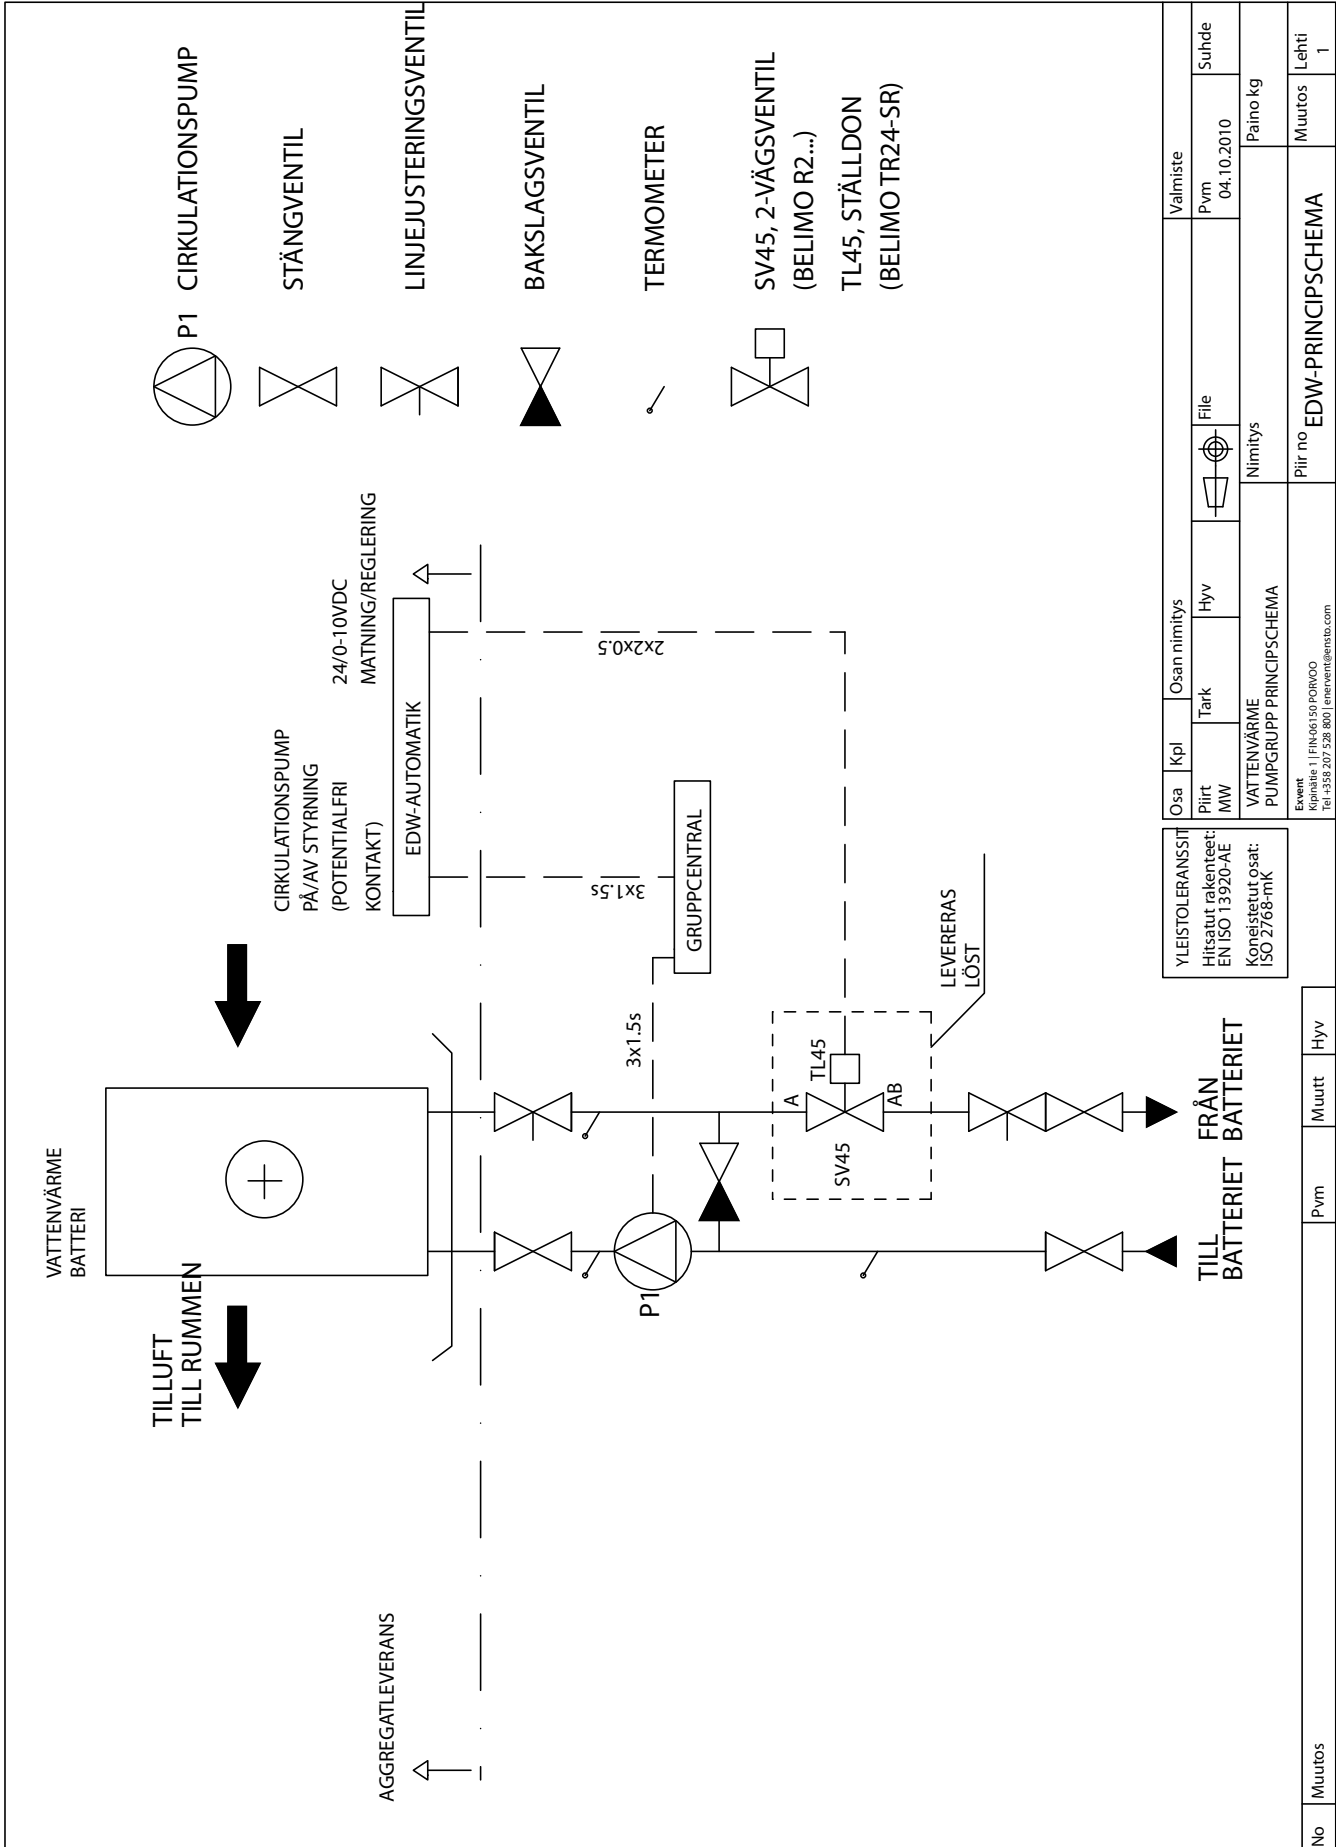 VATTENVÄRME
BATTERI
TILLUFT
TILL RUMMEN
AGGREGATLEVERANS
CIRKULATIONSPUMP
PÅ/AV STYRNING
(POTENTIALFRI
KONTAKT)
24/0-10VDC
MATNING/REGLERING
EDW-AUTOMATIK
3x1.5s
2x2x0.5
GRUPPCENTRAL
3x1.5s
P1
A
TL45
SV45
AB
LEVERERAS
LÖST
TILL
BATTERIET
FRÅN
BATTERIET
P1 CIRKULATIONSPUMP
STÄNGVENTIL
LINJEJUSTERINGSVENTIL
BAKSLAGSVENTIL
TERMOMETER
SV45, 2-VÄGSVENTIL
(BELIMO R2...)
TL45, STÄLLDON
(BELIMO TR24-SR)
YLEISTOLERANSSIT
Hitsatut rakenteet:
EN ISO 13920-AE
Koneistetut osat:
ISO 2768-mK
Osa Kpl Osan nimitys Valmiste
Piirt Tark Hyv File Pvm Suhde
MW 04.10.2010
VATTENVÄRME
PUMPGRUPP PRINCIPSCHEMA
Nimitys Paino kg
Exvent
Kipinätie 1 | FIN-06150 PORVOO
Tel +358 207 528 800 | enervent@ensto.com
Piir no Muutos Lehti
EDW-PRINCIPSCHEMA 1
No Muutos Pvm Muutt Hyv